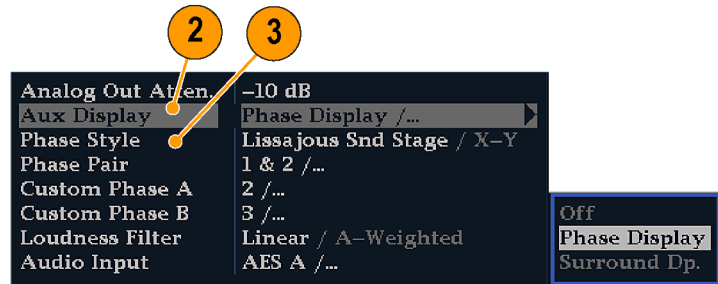 2 3
Analog Out Atten. –10 dB
Aux Display Phase Display /...
Phase Style Lissajous Snd Stage / X–Y
Phase Pair 1 & 2 /...
Custom Phase A 2 /...
Custom Phase B 3 /...
Loudness Filter Linear / A–Weighted
Audio Input AES A /...
Off
Phase Display
Surround Dp.